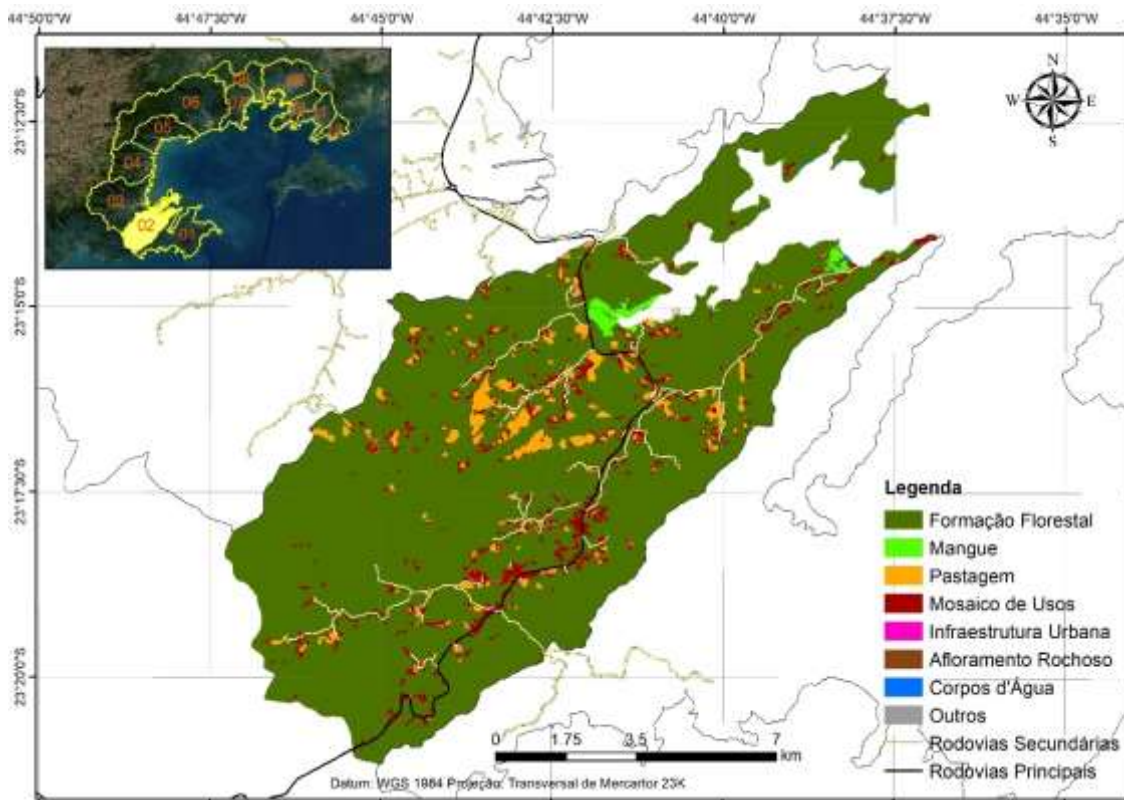 44°50'0"W 44°47'30"W 44°45'0"W 44°42'30"W 44°40'0"W 44°37'30"W 44°35'0"W
06
05
04
02
01
N
W E
S
23°12'30"S
23°15'0"S
23°17'30"S
23°20'0"S
Legenda
Formação Florestal
Mangue
Pastagem
Mosaico de Usos
Infraestrutura Urbana
Afloramento Rochoso
Corpos d'Água
Outros
Rodovias Secundárias
Rodovias Principais
0 1.75 3.5 7
km
Datum: WGS 1984 Projeção: Transversal de Mercartor 23K